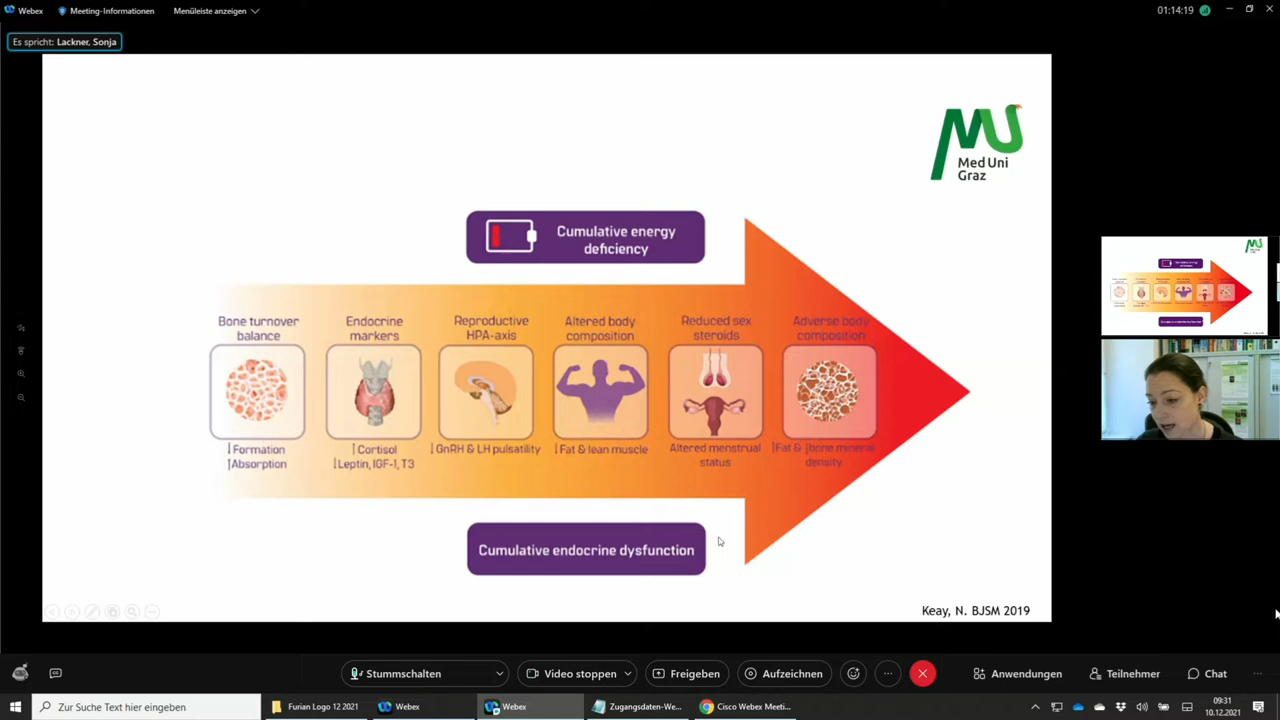 Webex
Meeting-Informationen
Menüleiste anzeigen
01:14:19
Es spricht: Lackner, Sonja
Med Uni
Graz
Cumulative energy
deficiency
Bone turnover
balance
Endocrine
markers
Reproductive
HPA-axis
Altered body
composition
Reduced sex
steroids
Adverse body
composition
↓Formation
↑Absorption
↑Cortisol
↓Leptin, IGF-1, T3
↓GnRH & LH pulsatility
↓Fat & lean muscle
Altered menstrual
status
↑Fat & ↓bone mineral
density
Cumulative endocrine dysfunction
Keay, N. BJSM 2019
Stummschalten
Video stoppen
Freigeben
Aufzeichnen
Anwendungen
Teilnehmer
Chat
Zur Suche Text hier eingeben
Furian Logo 12 2021
Webex
Webex
Zugangsdaten-We...
Cisco Webex Meeti...
09:31
10.12.2021